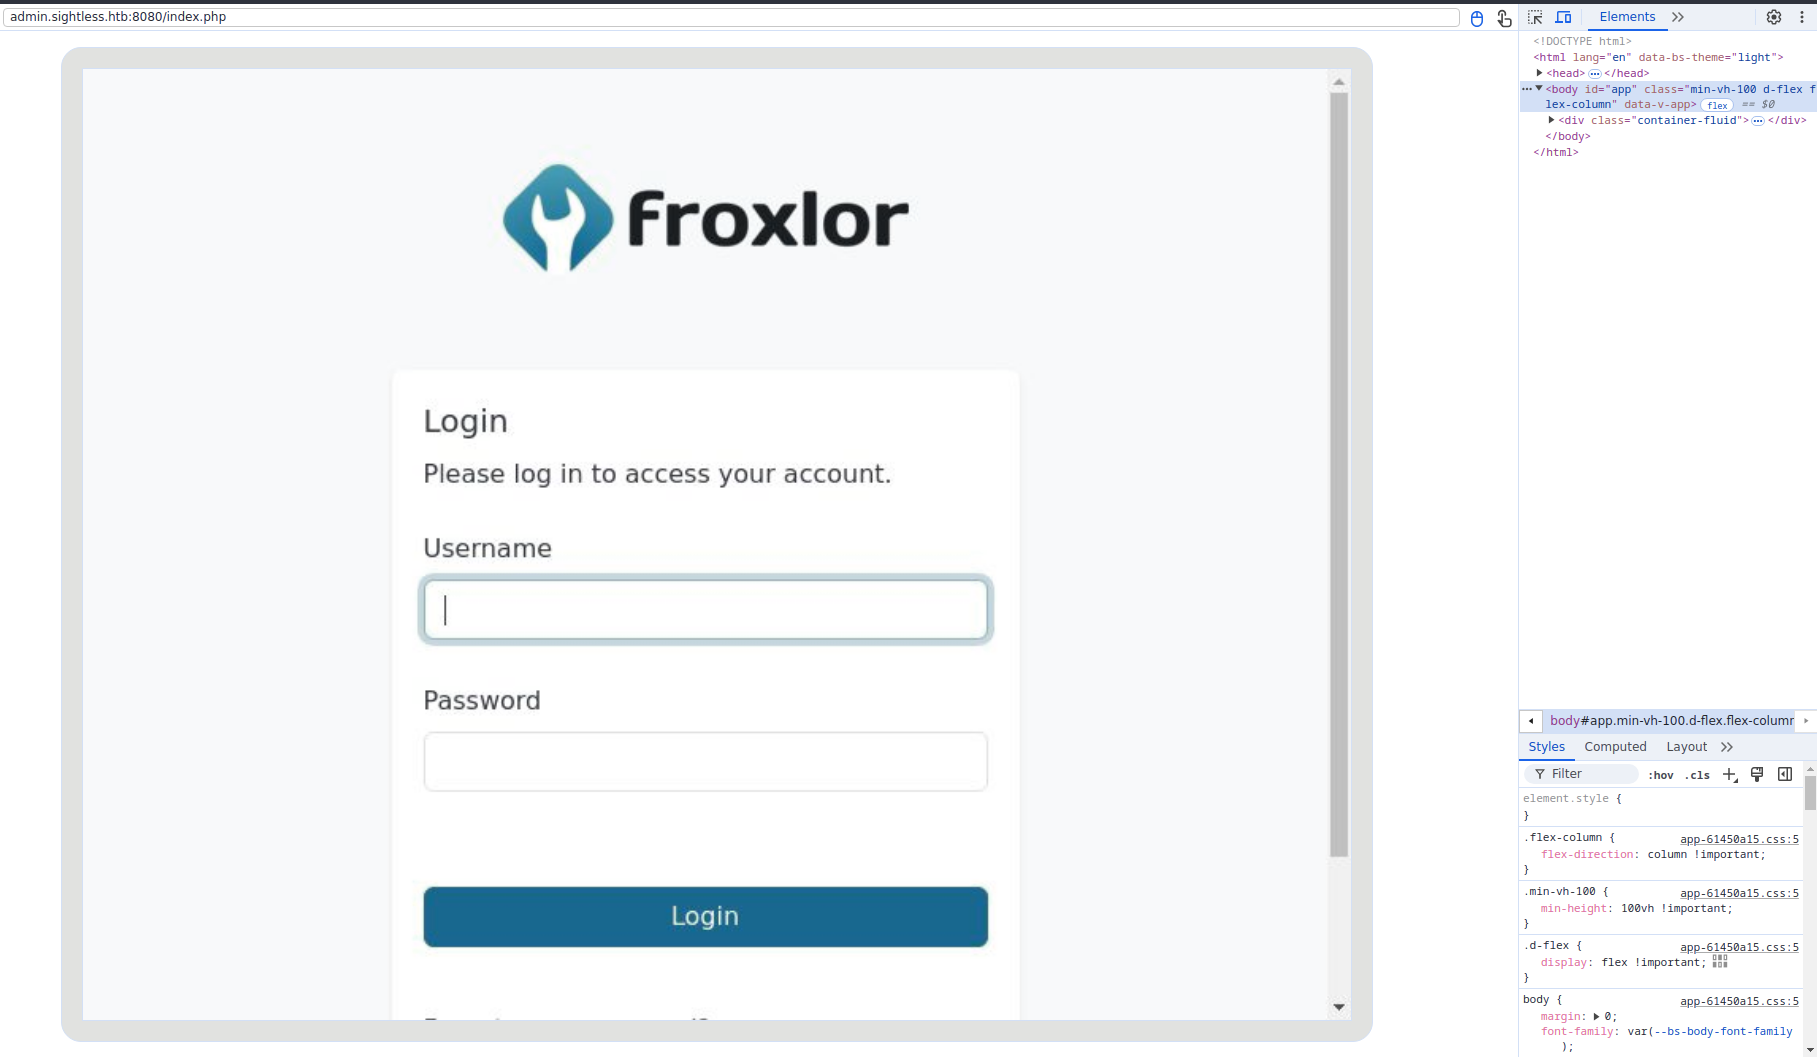 admin.sightless.htb:8080/index.php
froxlor
Login
Please log in to access your account.
Username
Password
Login
Elements
<!DOCTYPE html>
<html lang="en" data-bs-theme="light">
<head> ••• </head>
••• <body id="app" class="min-vh-100 d-flex f
lex-column" data-v-app> flex == $0
<div class="container-fluid"> ••• </div>
</body>
</html>
body#app.min-vh-100.d-flex.flex-column
Styles Computed Layout
Filter :hov .cls
element.style {
}
.flex-column { app-61450a15.css:5
flex-direction: column !important;
}
.min-vh-100 { app-61450a15.css:5
min-height: 100vh !important;
}
.d-flex { app-61450a15.css:5
display: flex !important;
}
body { app-61450a15.css:5
margin: 0;
font-family: var(--bs-body-font-family
);